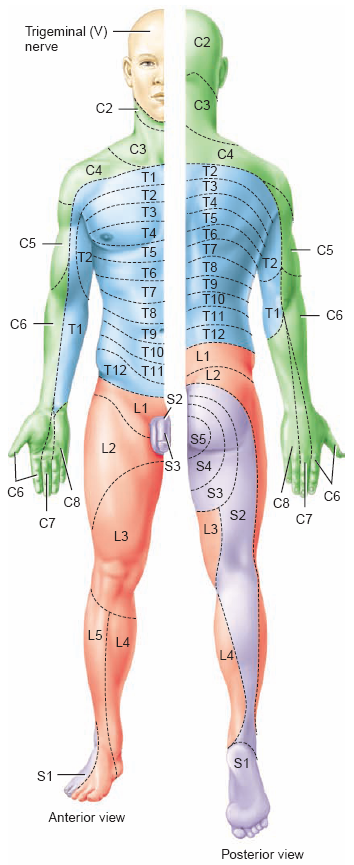 Trigeminal (V)
nerve
C2
C3
C4
T1
T2
T3
T4
T5
T6
T7
T8
T9
T10
T11
T12
C5
T2
C6
T1
L1
S2
L2
S3
C6
C7
C8
L3
L5
L4
S1
Anterior view
C2
C3
C4
T2
T3
T4
T5
T6
T7
T8
T9
T10
T11
T12
C5
T2
C6
T1
L1
L2
S5
S4
S3
S2
C8
C7
C6
L3
L4
S1
Posterior view